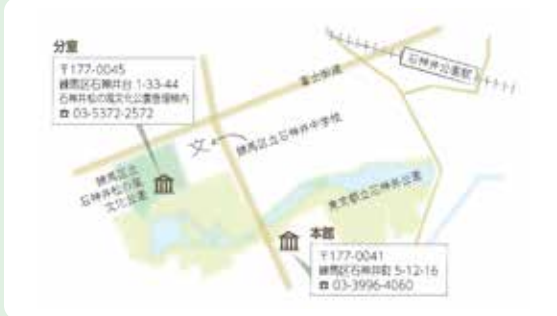 分室
〒177-0045
練馬区石神井台 1-33-44
石神井松の風文化公園管理棟内
☎ 03-5372-2572
富士街道
石神井公園駅
文
練馬区立石神井中学校
練馬区立
石神井松の風
文化公園
東京都立石神井公園
本館
〒177-0041
練馬区石神井町 5-12-16
☎ 03-3996-4060